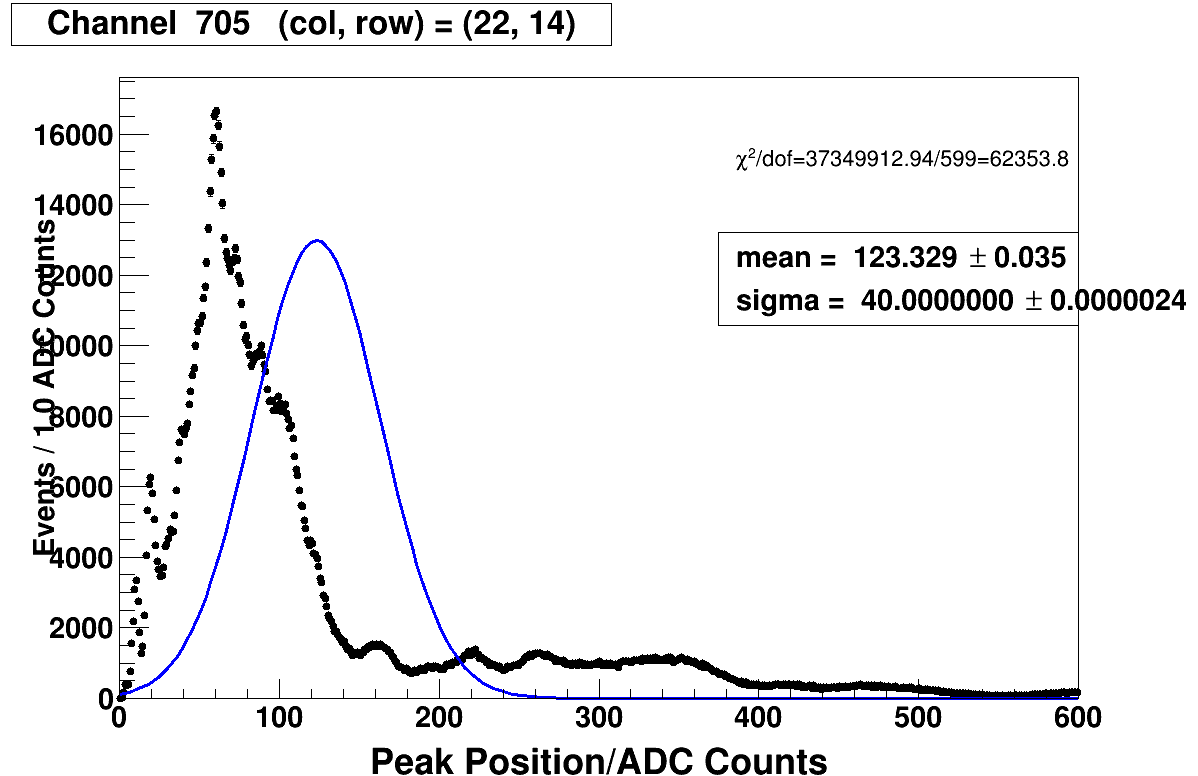 Channel 705 (col, row) = (22, 14)
χ²/dof=37349912.94/599=62353.8
mean = 123.329 ± 0.035
sigma = 40.0000000 ± 0.0000024
Events / 1.0 ADC Counts
16000
14000
12000
10000
8000
6000
4000
2000
0
0 100 200 300 400 500 600
Peak Position/ADC Counts